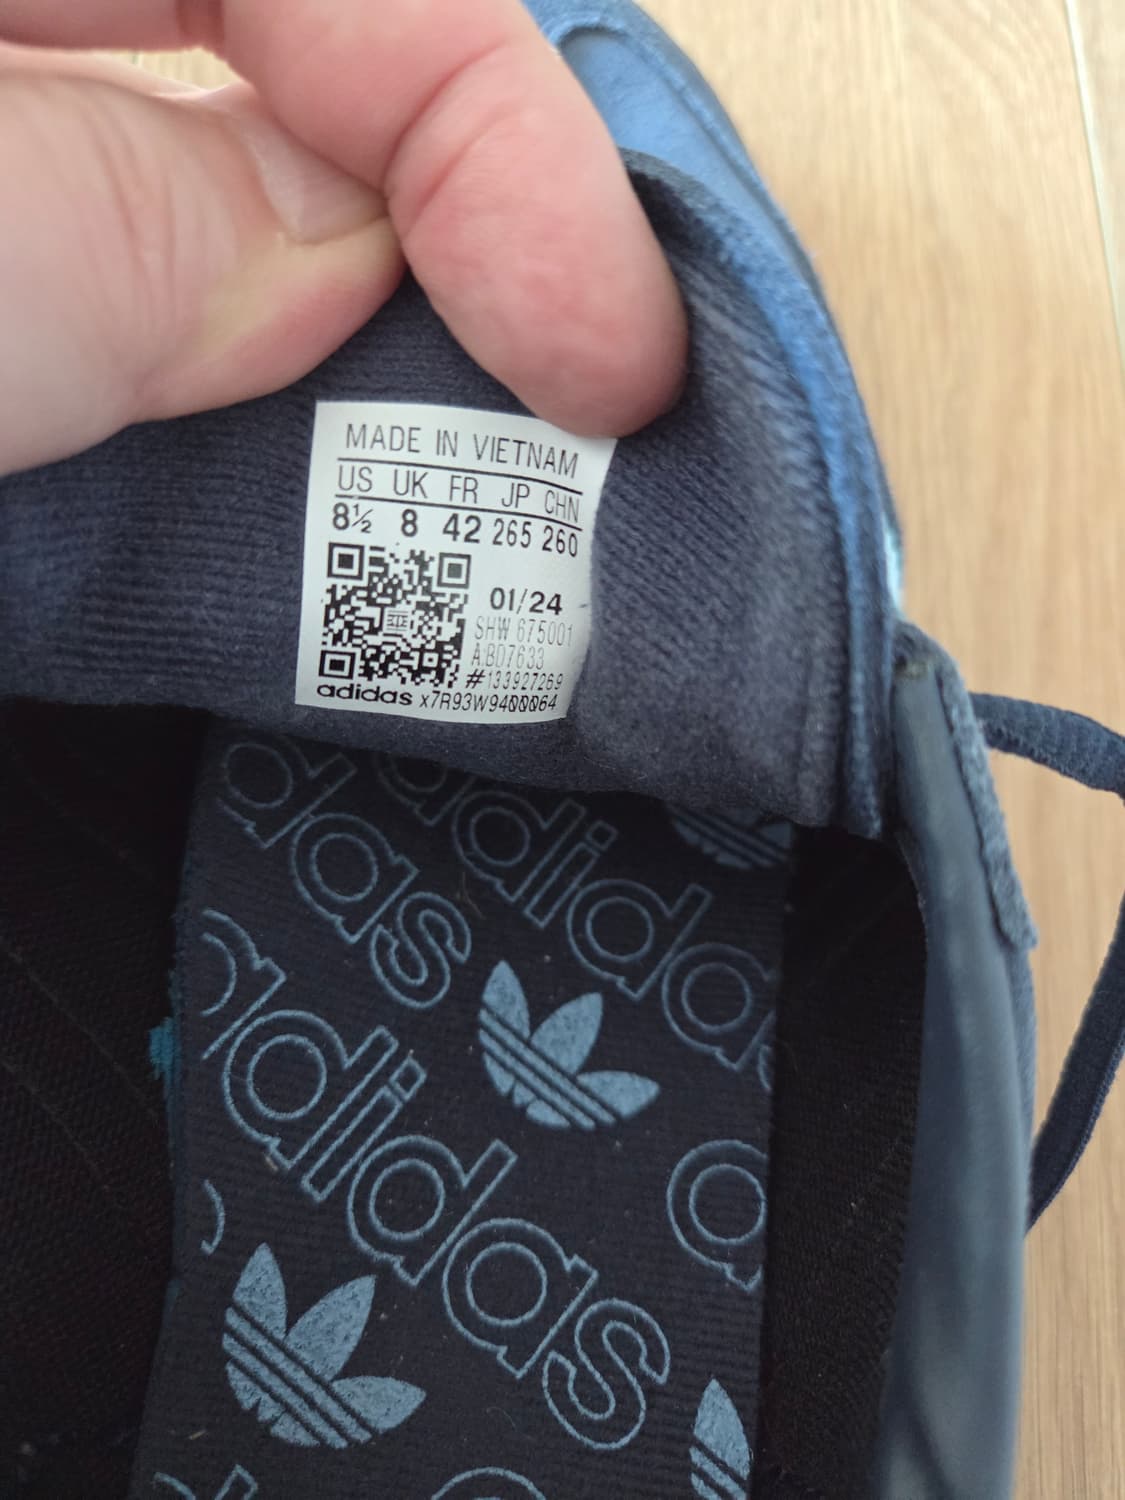 MADE IN VIETNAM
US UK FR JP CHN
8½ 8 42 265 260
01/24
SHW 675001
A:BD7633
#133927269
adidas x7R93W9400064
adidas
adidas
adidas